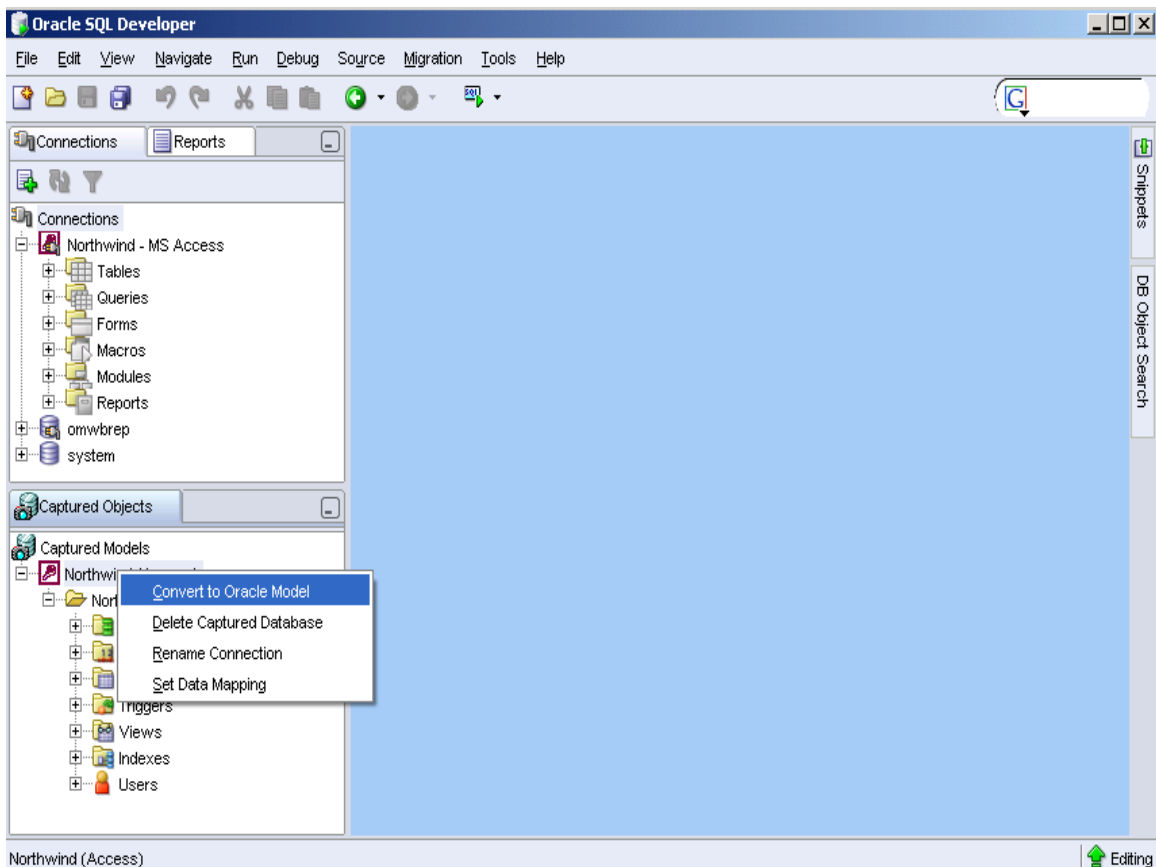 Oracle SQL Developer
File Edit View Navigate Run Debug Source Migration Tools Help
G
Connections Reports
Connections
Northwind - MS Access
Tables
Queries
Forms
Macros
Modules
Reports
omwbrep
system
Snippets
DB Object Search
Captured Objects
Captured Models
Northwi
Nor
Convert to Oracle Model
Delete Captured Database
Rename Connection
Set Data Mapping
Triggers
Views
Indexes
Users
Northwind (Access) Editing